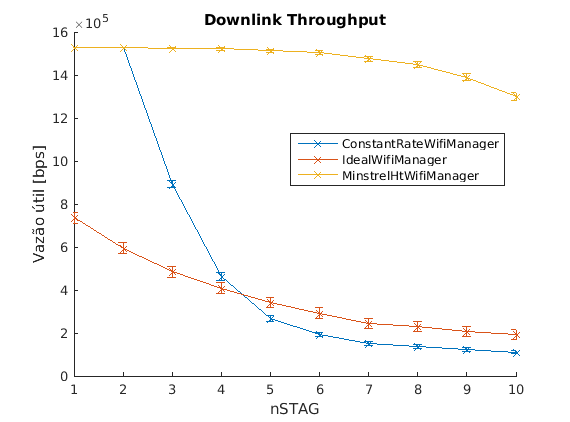 Downlink Throughput
×10^5
16
14
12
10
8
6
4
2
0
Vazão útil [bps]
ConstantRateWifiManager
IdealWifiManager
MinstrelHtWifiManager
1 2 3 4 5 6 7 8 9 10
nSTAG